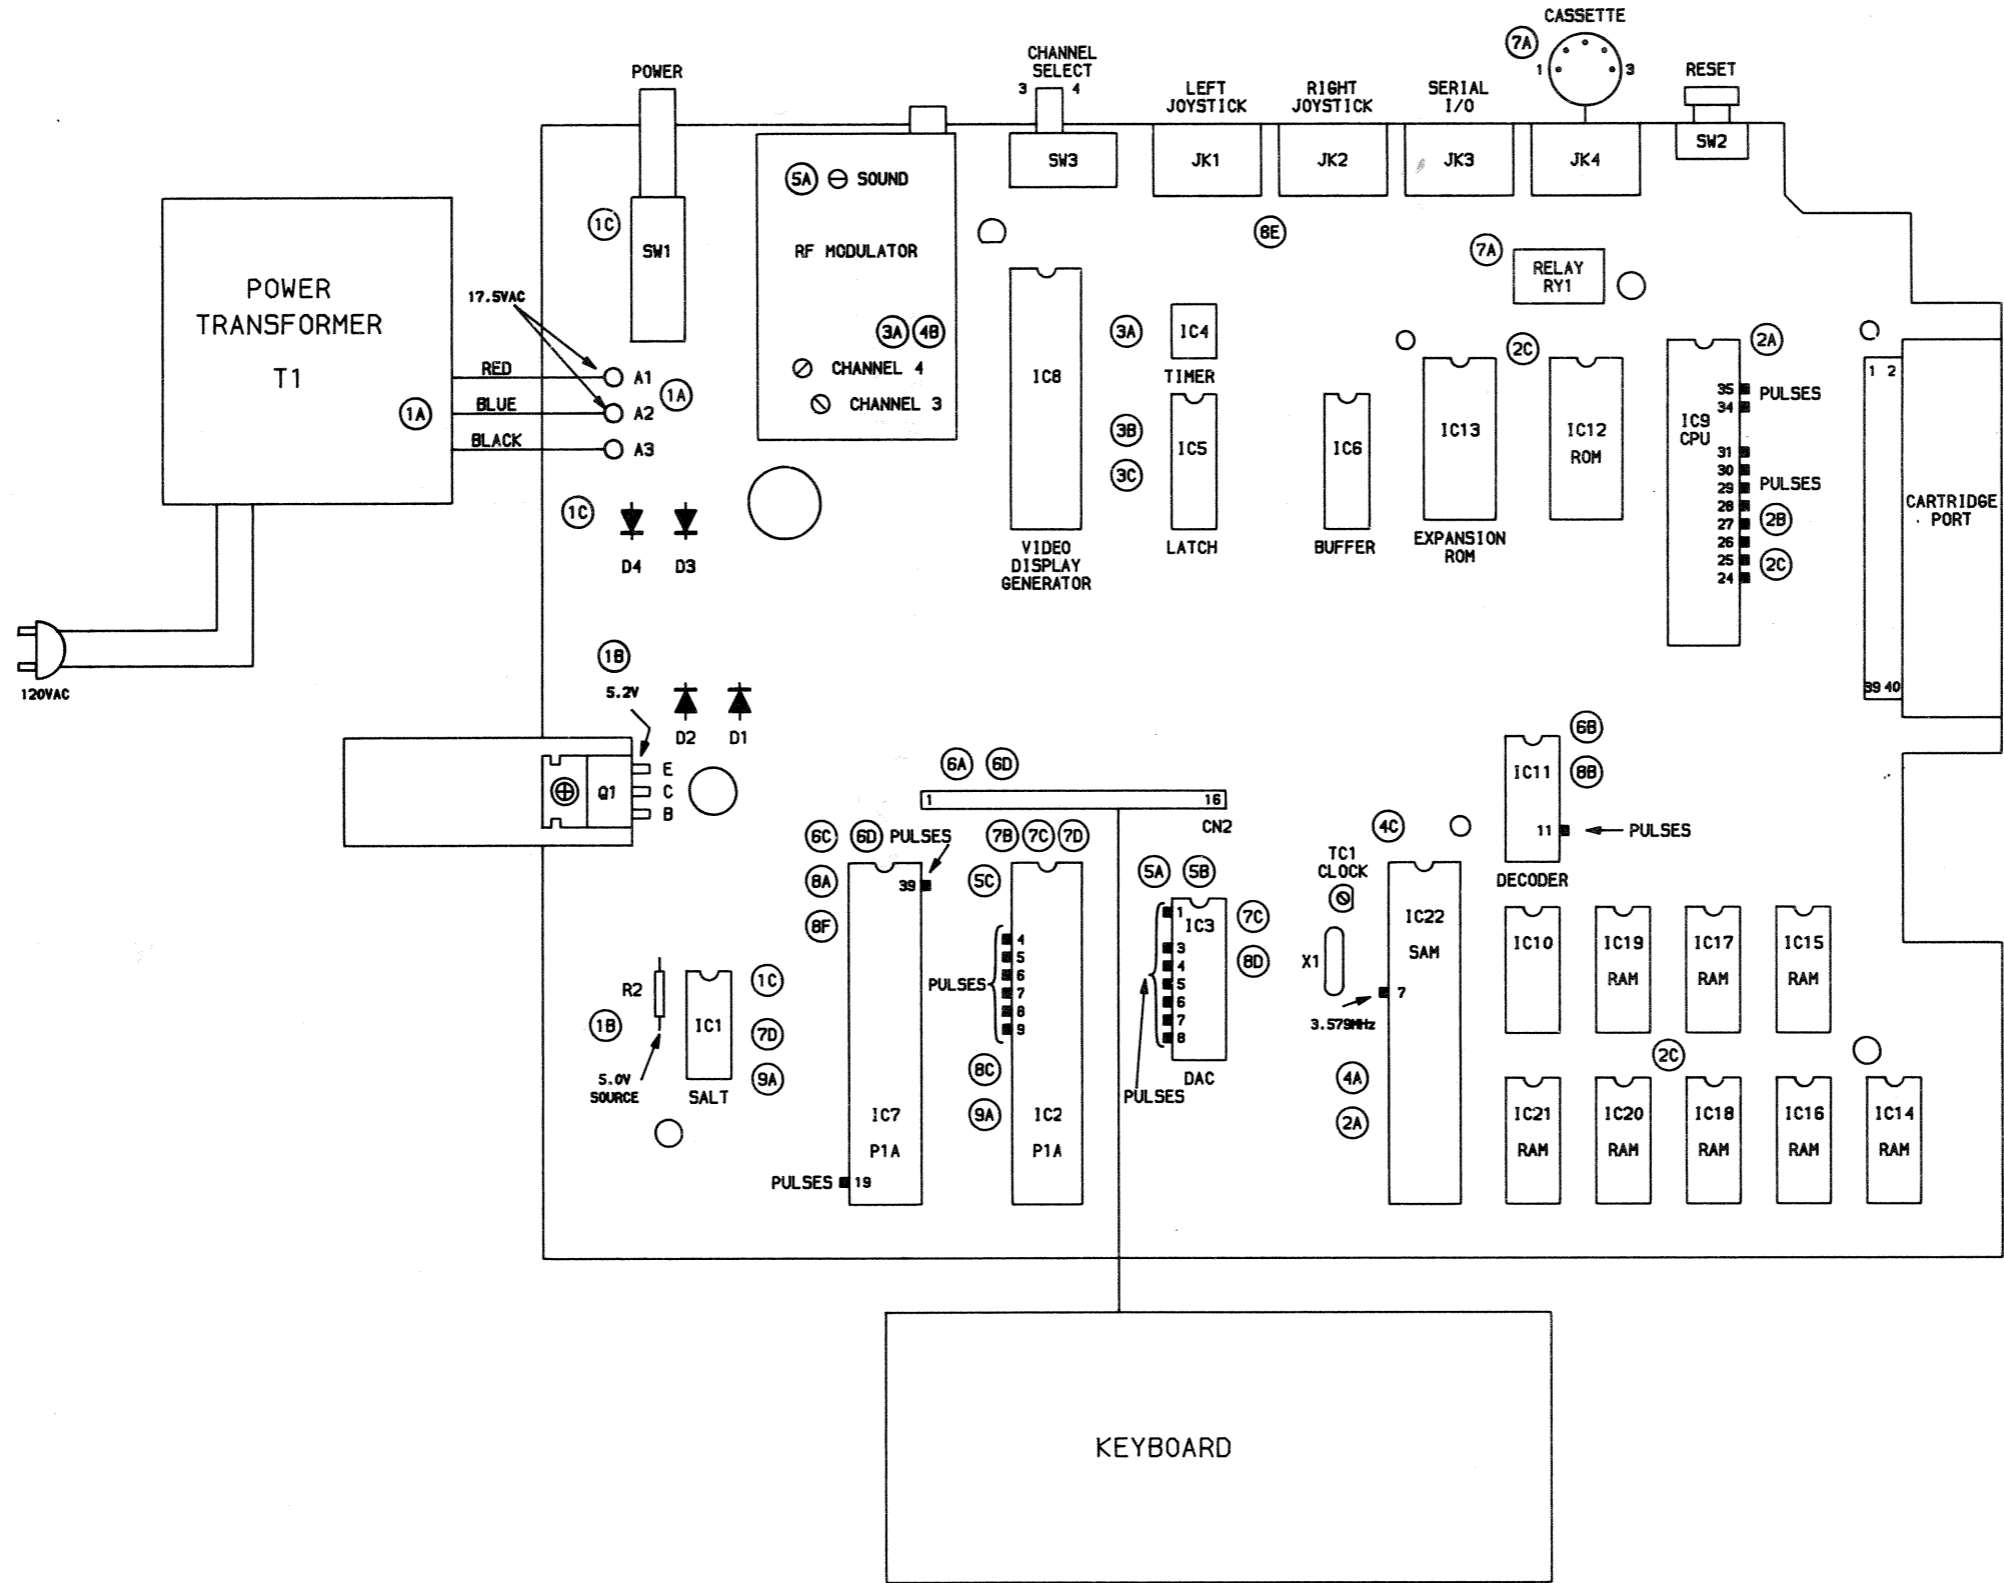 CASSETTE
7A
1 3
CHANNEL
SELECT
3 4
POWER
RESET
LEFT
JOYSTICK
RIGHT
JOYSTICK
SERIAL
I/O
SW3
JK1
JK2
JK3
JK4
SW2
5A SOUND
1C
SW1
RF MODULATOR
8E
7A
RELAY
RY1
POWER
TRANSFORMER
T1
17.5VAC
3A 4B
3A
IC4
TIMER
2C
2A
RED
A1
BLUE
A2
BLACK
A3
1A
1A
CHANNEL 4
CHANNEL 3
IC8
VIDEO
DISPLAY
GENERATOR
3B
3C
IC5
LATCH
IC6
BUFFER
IC13
EXPANSION
ROM
IC12
ROM
IC9
CPU
35
34
PULSES
31
30
29
28
27
26
25
24
PULSES
2B
2C
1 2
39 40
CARTRIDGE
PORT
1C
D4 D3
120VAC
1B
5.2V
D2 D1
Q1
E
C
B
6A 6D
1 16
CN2
6B
8B
IC11
11
PULSES
DECODER
6C 6D PULSES
39
8A
8F
7B 7C 7D
5C
5A 5B
4C
TC1
CLOCK
PULSES
4
5
6
7
8
9
1
3
4
5
6
7
8
IC3
7C
8D
DAC
PULSES
X1
3.579MHz
7
IC22
SAM
IC10
IC19
RAM
IC17
RAM
IC15
RAM
R2
1B
5.0V
SOURCE
IC1
SALT
1C
7D
9A
8C
9A
4A
2A
2C
IC7
P1A
PULSES 19
IC2
P1A
IC21
RAM
IC20
RAM
IC18
RAM
IC16
RAM
IC14
RAM
KEYBOARD